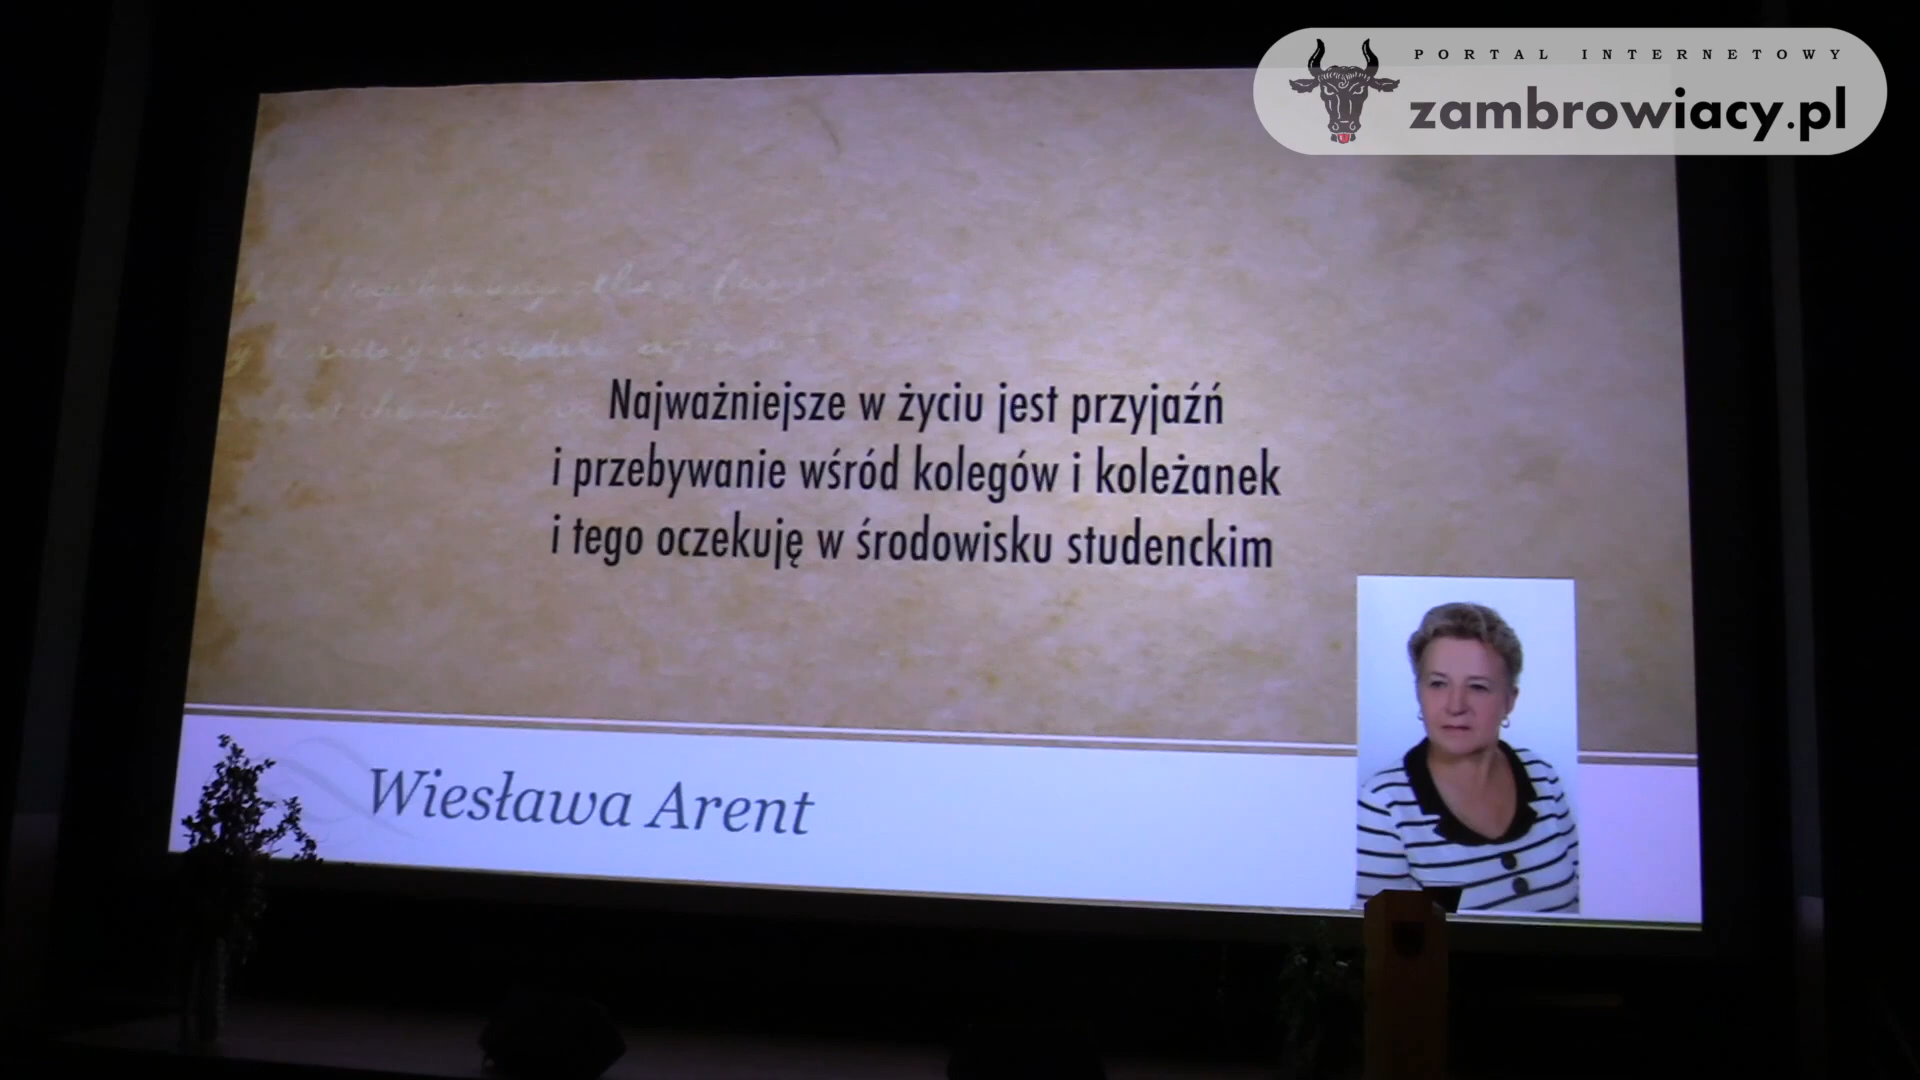 PORTAL INTERNETOWY
zambrowiacy.pl
Najważniejsze w życiu jest przyjaźń
i przebywanie wśród kolegów i koleżanek
i tego oczekuję w środowisku studenckim
Wiesława Arent